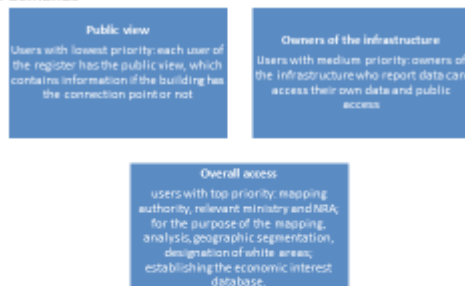 Public view
Users with lowest priority: each user of
the register has the public view, which
contains information if the building has
the connection point or not
Owners of the infrastructure
Users with medium priority: owners of
the infrastructure who report data can
access their own data and public
access
Overall access
users with top priority: mapping
authority, relevant ministry and NRA;
for the purpose of the mapping,
analysis, geographic segmentation,
designation of white areas;
establishing the economic interest
database.